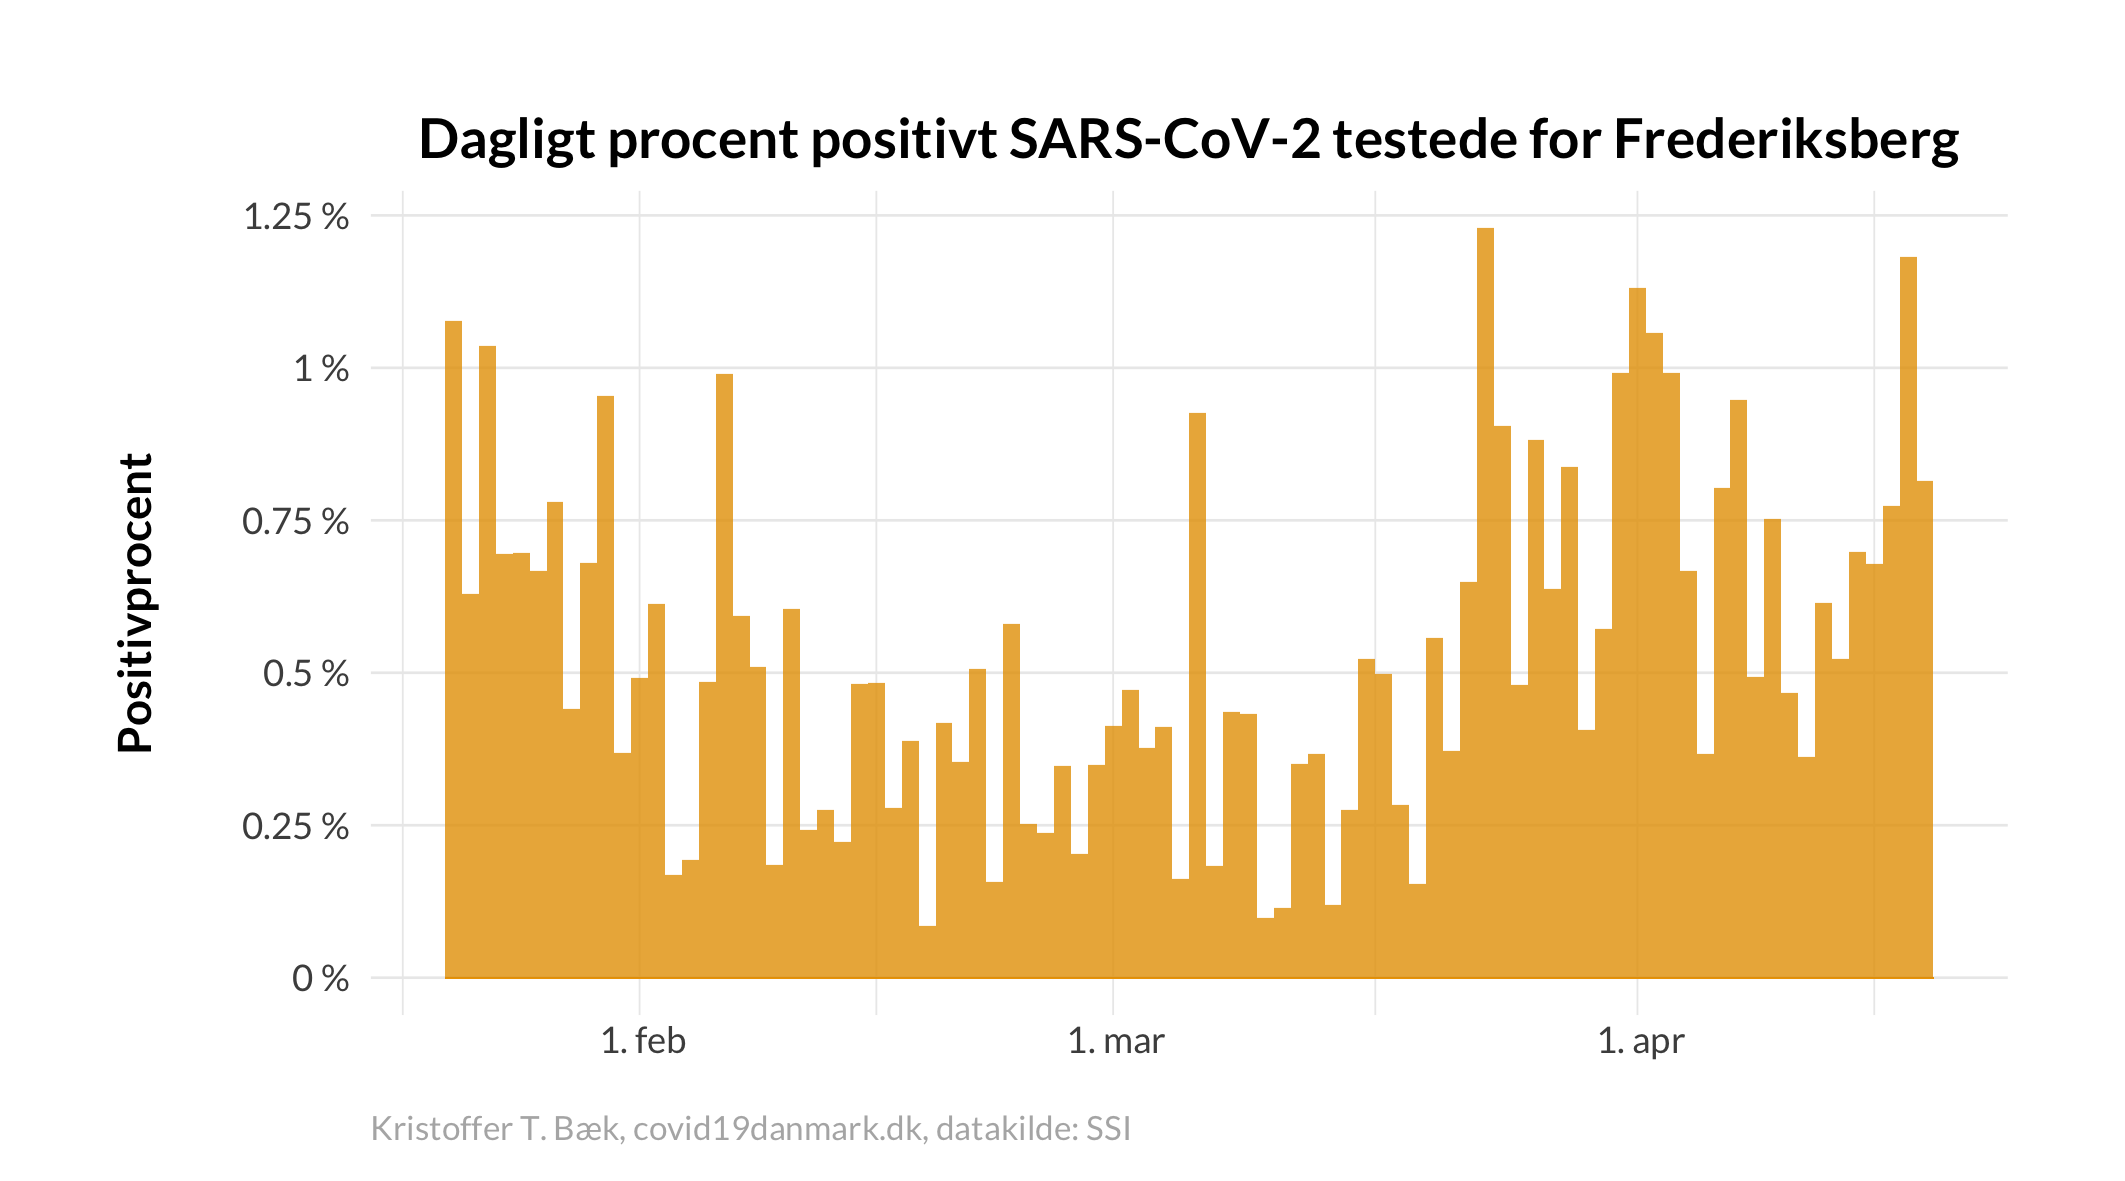 Dagligt procent positivt SARS-CoV-2 testede for Frederiksberg
Positivprocent
1.25 %
1 %
0.75 %
0.5 %
0.25 %
0 %
1. feb
1. mar
1. apr
Kristoffer T. Bæk, covid19danmark.dk, datakilde: SSI